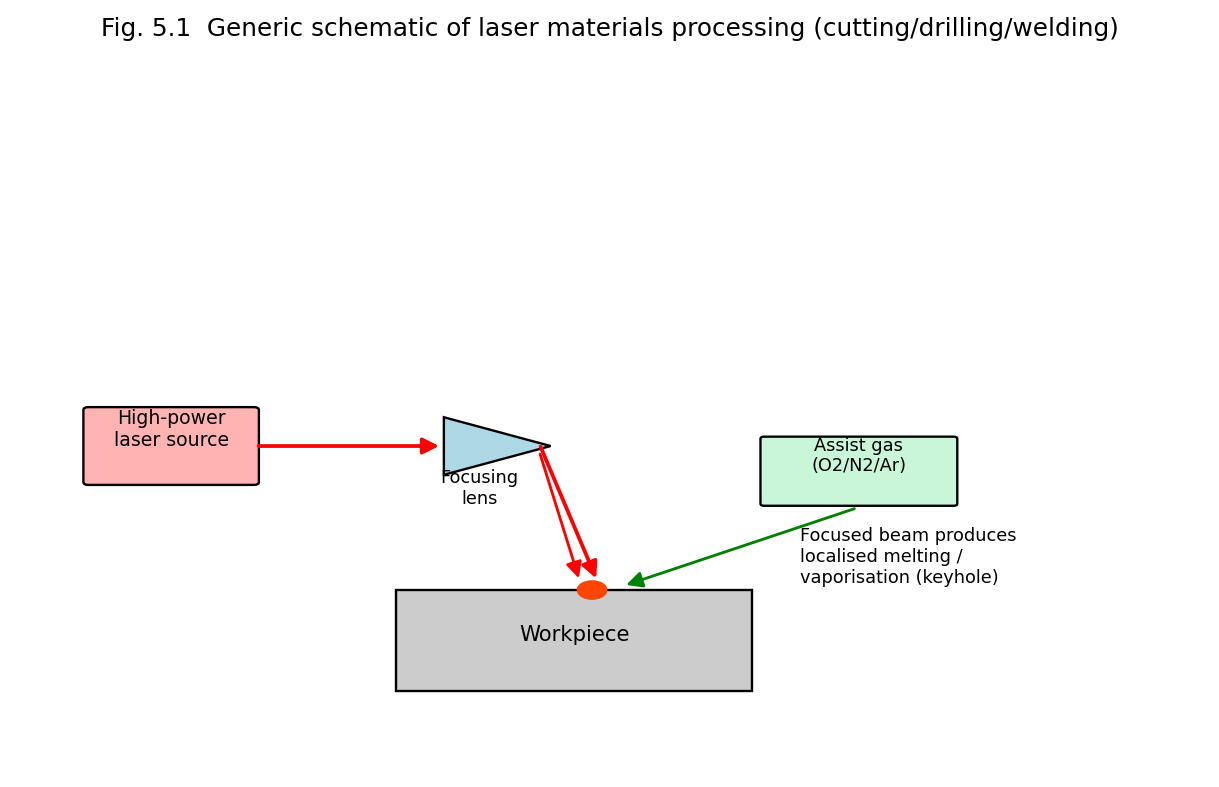 Fig. 5.1  Generic schematic of laser materials processing (cutting/drilling/welding)
High-power
laser source
Focusing
lens
Assist gas
(O2/N2/Ar)
Focused beam produces
localised melting /
vaporisation (keyhole)
Workpiece